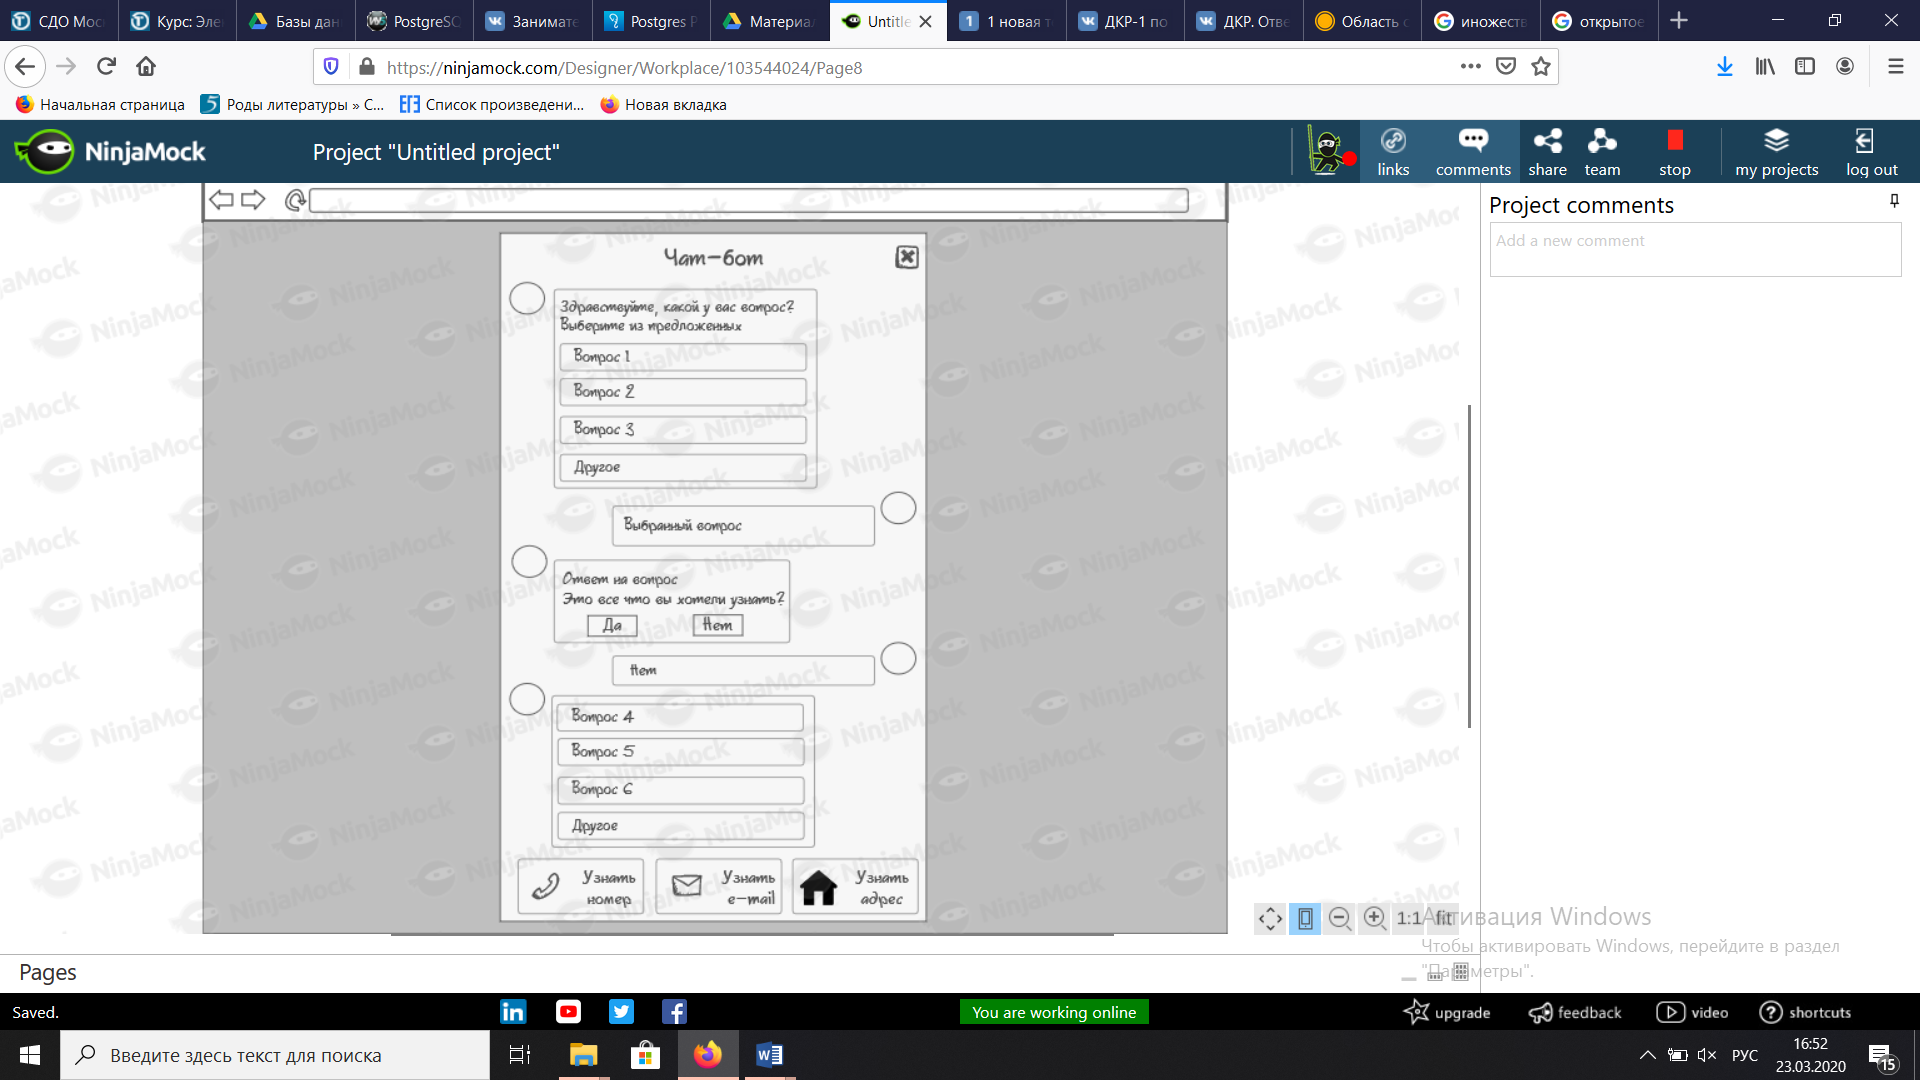 СДО Мос
Курс: Эле
Базы дан
PostgreSQ
Занимате
Postgres P
Материал
Untitle
1 новая т
ДКР-1 по
ДКР. Отве
Область о
иножеств
открытое
https://ninjamock.com/Designer/Workplace/103544024/Page8
Начальная страница
Роды литературы » С...
Список произведени...
Новая вкладка
NinjaMock
Project "Untitled project"
links
comments
share
team
stop
my projects
log out
Project comments
Add a new comment
Чат-бот
Здравствуйте, какой у вас вопрос?
Выберите из предложенных
Вопрос 1
Вопрос 2
Вопрос 3
Другое
Выбранный вопрос
Ответ на вопрос
Это все что вы хотели узнать?
Да
Нет
Нет
Вопрос 4
Вопрос 5
Вопрос 6
Другое
Узнать
номер
Узнать
e-mail
Узнать
адрес
1:1
fit
Активация Windows
Чтобы активировать Windows, перейдите в раздел
"Параметры".
Pages
Saved.
You are working online
upgrade
feedback
video
shortcuts
Введите здесь текст для поиска
РУС
16:52
23.03.2020
15